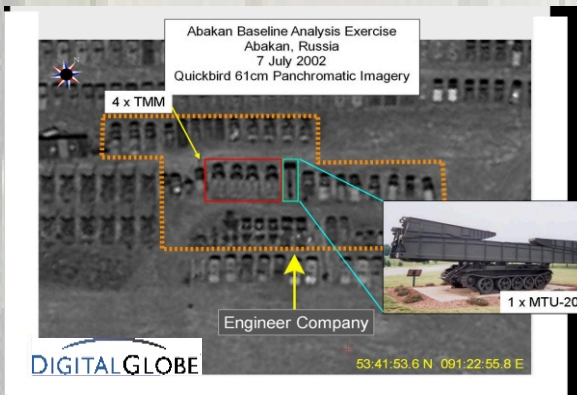 Abakan Baseline Analysis Exercise
Abakan, Russia
7 July 2002
Quickbird 61cm Panchromatic Imagery
N
4 x TMM
1 x MTU-20
Engineer Company
DIGITALGLOBE
53:41:53.6 N 091:22:55.8 E